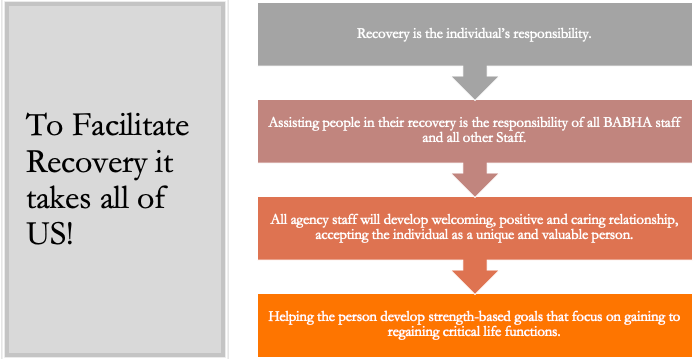 To Facilitate
Recovery it
takes all of
US!
Recovery is the individual's responsibility.
Assisting people in their recovery is the responsibility of all BABHA staff
and all other Staff.
All agency staff will develop welcoming, positive and caring relationship,
accepting the individual as a unique and valuable person.
Helping the person develop strength-based goals that focus on gaining to
regaining critical life functions.